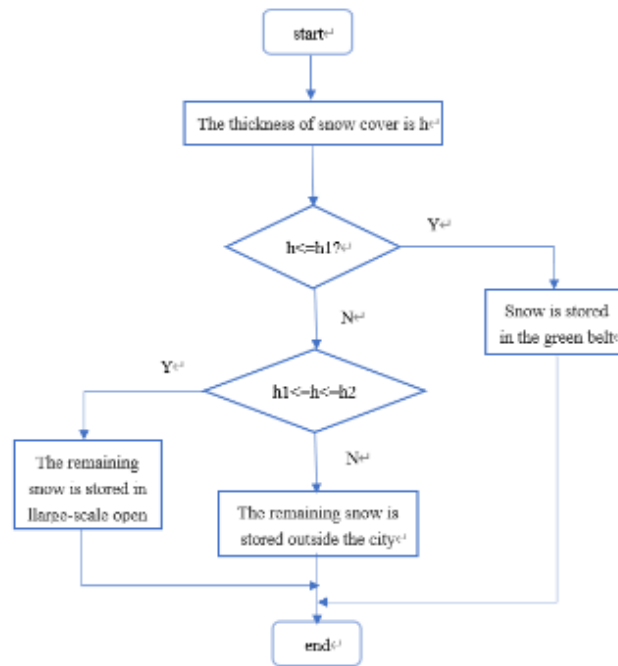 start↵
The thickness of snow cover is h↵
h<=h1?↵
Y↵
Snow is stored
in the green belt↵
N↵
Y↵
h1<=h<=h2
The remaining
snow is stored in
llarge-scale open
N↵
The remaining snow is
stored outside the city↵
end↵